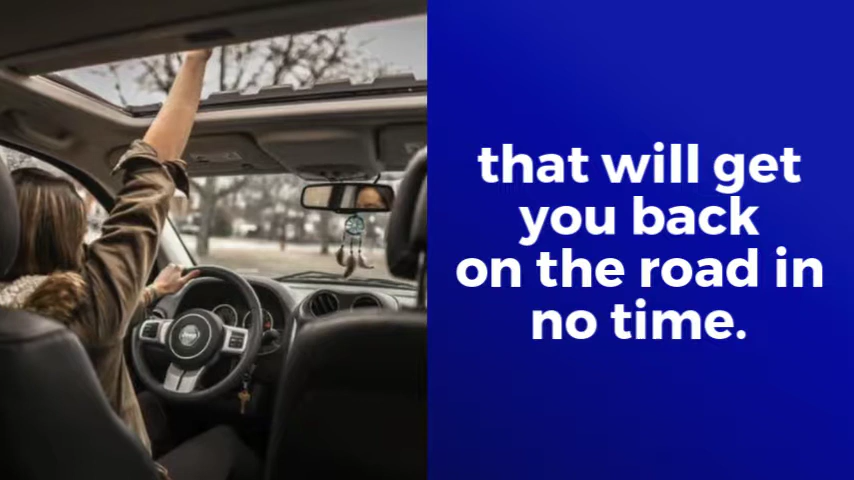 that will get
you back
on the road in
no time.